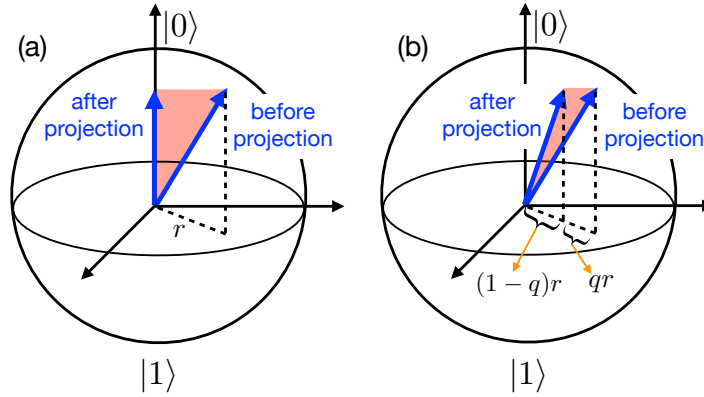 (a)
|0⟩
after
projection
before
projection
r
|1⟩
(b)
|0⟩
after
projection
before
projection
(1 − q)r
qr
|1⟩